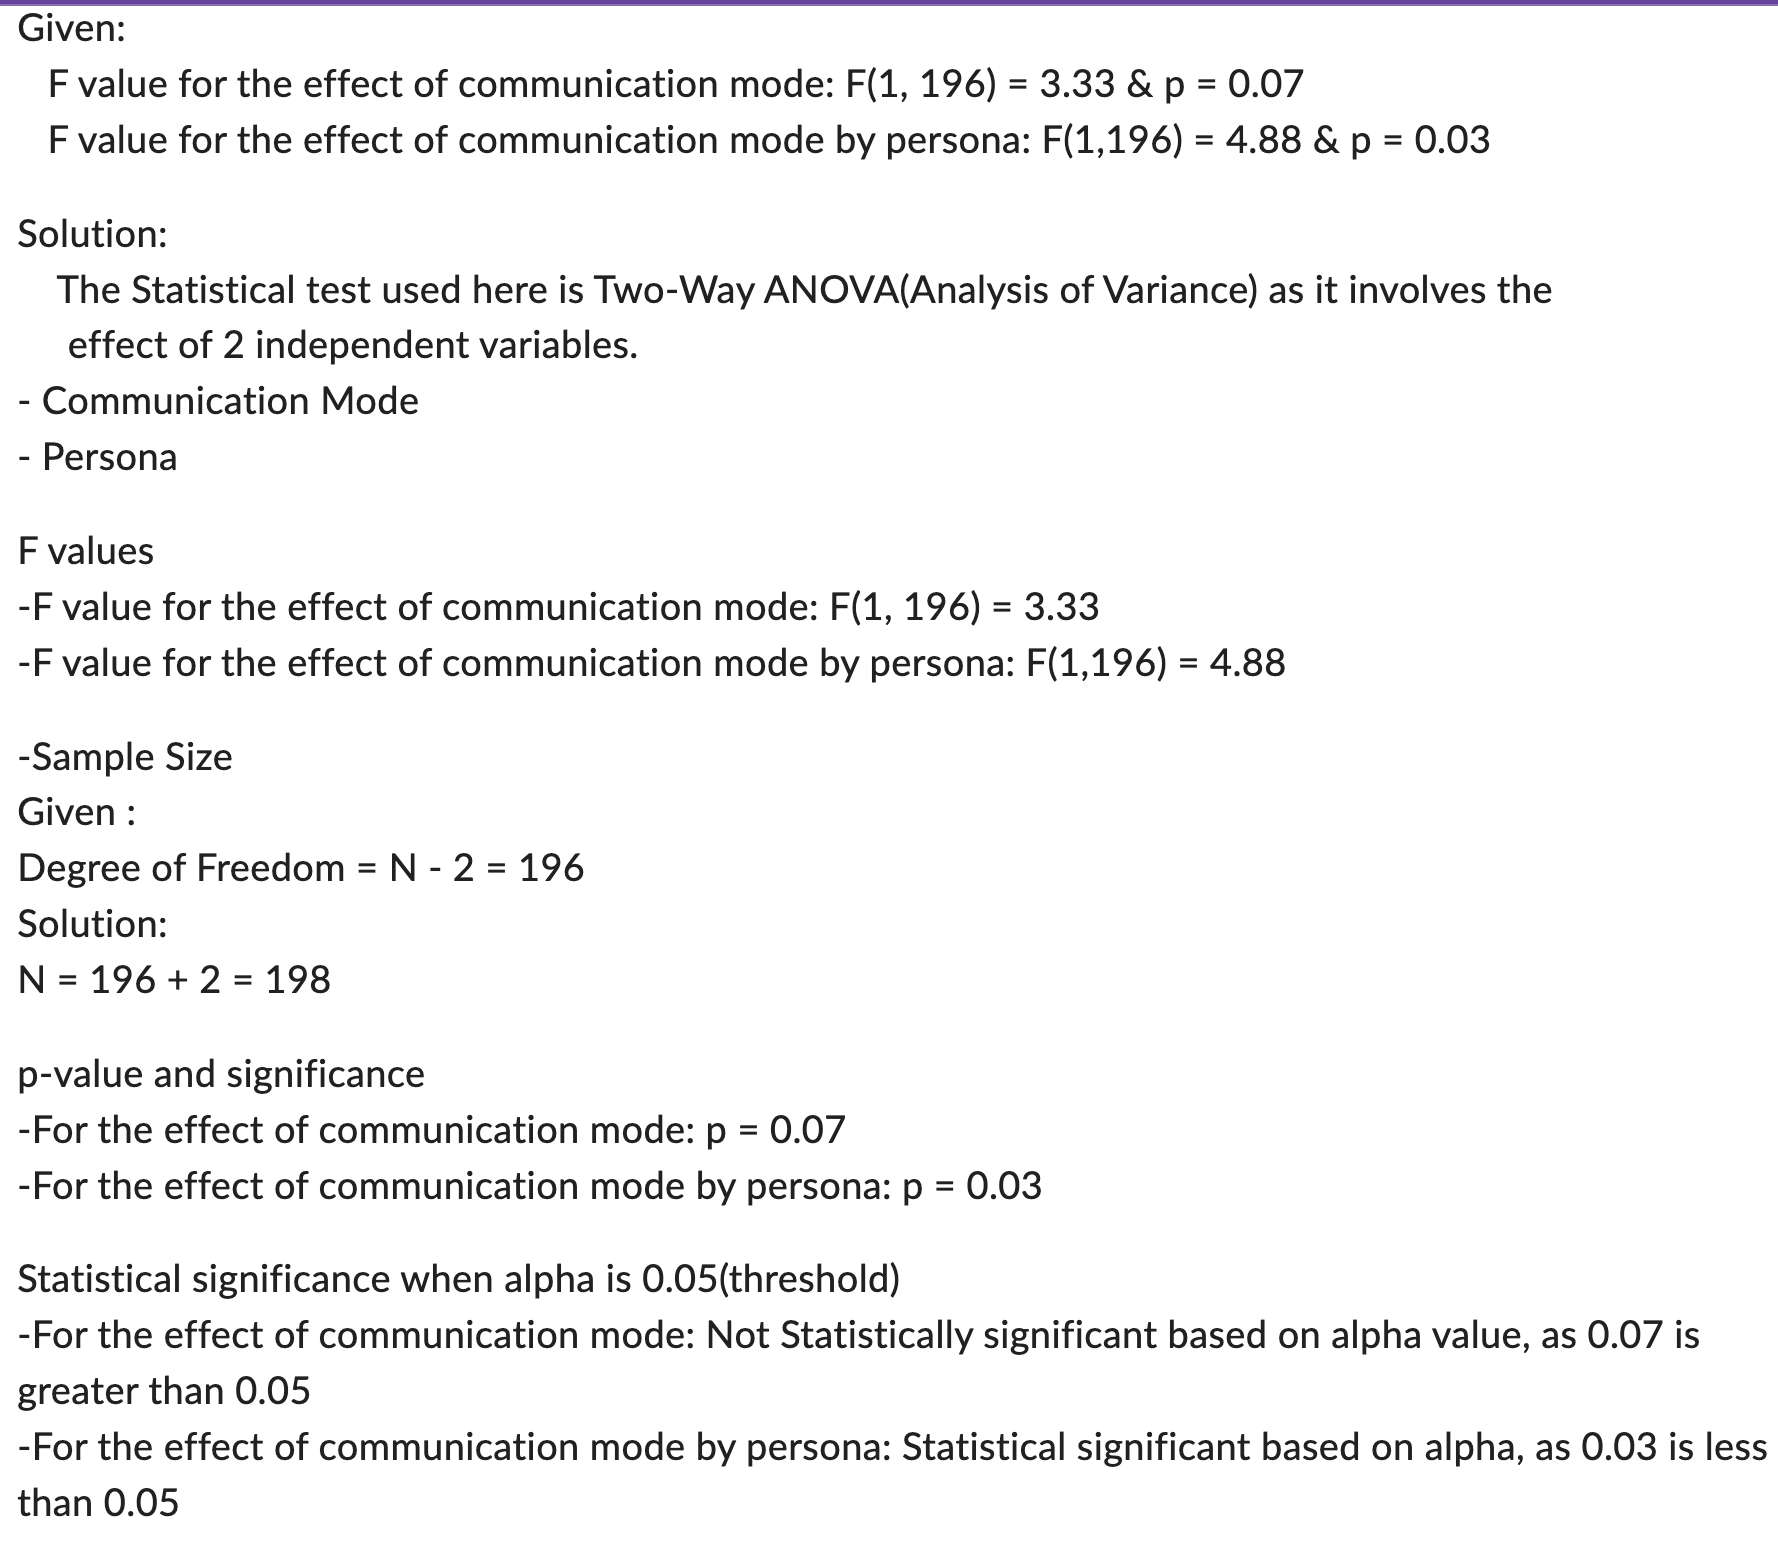 Given:
F value for the effect of communication mode: F(1, 196) = 3.33 & p = 0.07
F value for the effect of communication mode by persona: F(1,196) = 4.88 & p = 0.03
Solution:
The Statistical test used here is Two-Way ANOVA(Analysis of Variance) as it involves the
effect of 2 independent variables.
- Communication Mode
- Persona
F values
-F value for the effect of communication mode: F(1, 196) = 3.33
-F value for the effect of communication mode by persona: F(1,196) = 4.88
-Sample Size
Given :
Degree of Freedom = N - 2 = 196
Solution:
N = 196 + 2 = 198
p-value and significance
-For the effect of communication mode: p = 0.07
-For the effect of communication mode by persona: p = 0.03
Statistical significance when alpha is 0.05(threshold)
-For the effect of communication mode: Not Statistically significant based on alpha value, as 0.07 is
greater than 0.05
-For the effect of communication mode by persona: Statistical significant based on alpha, as 0.03 is less
than 0.05